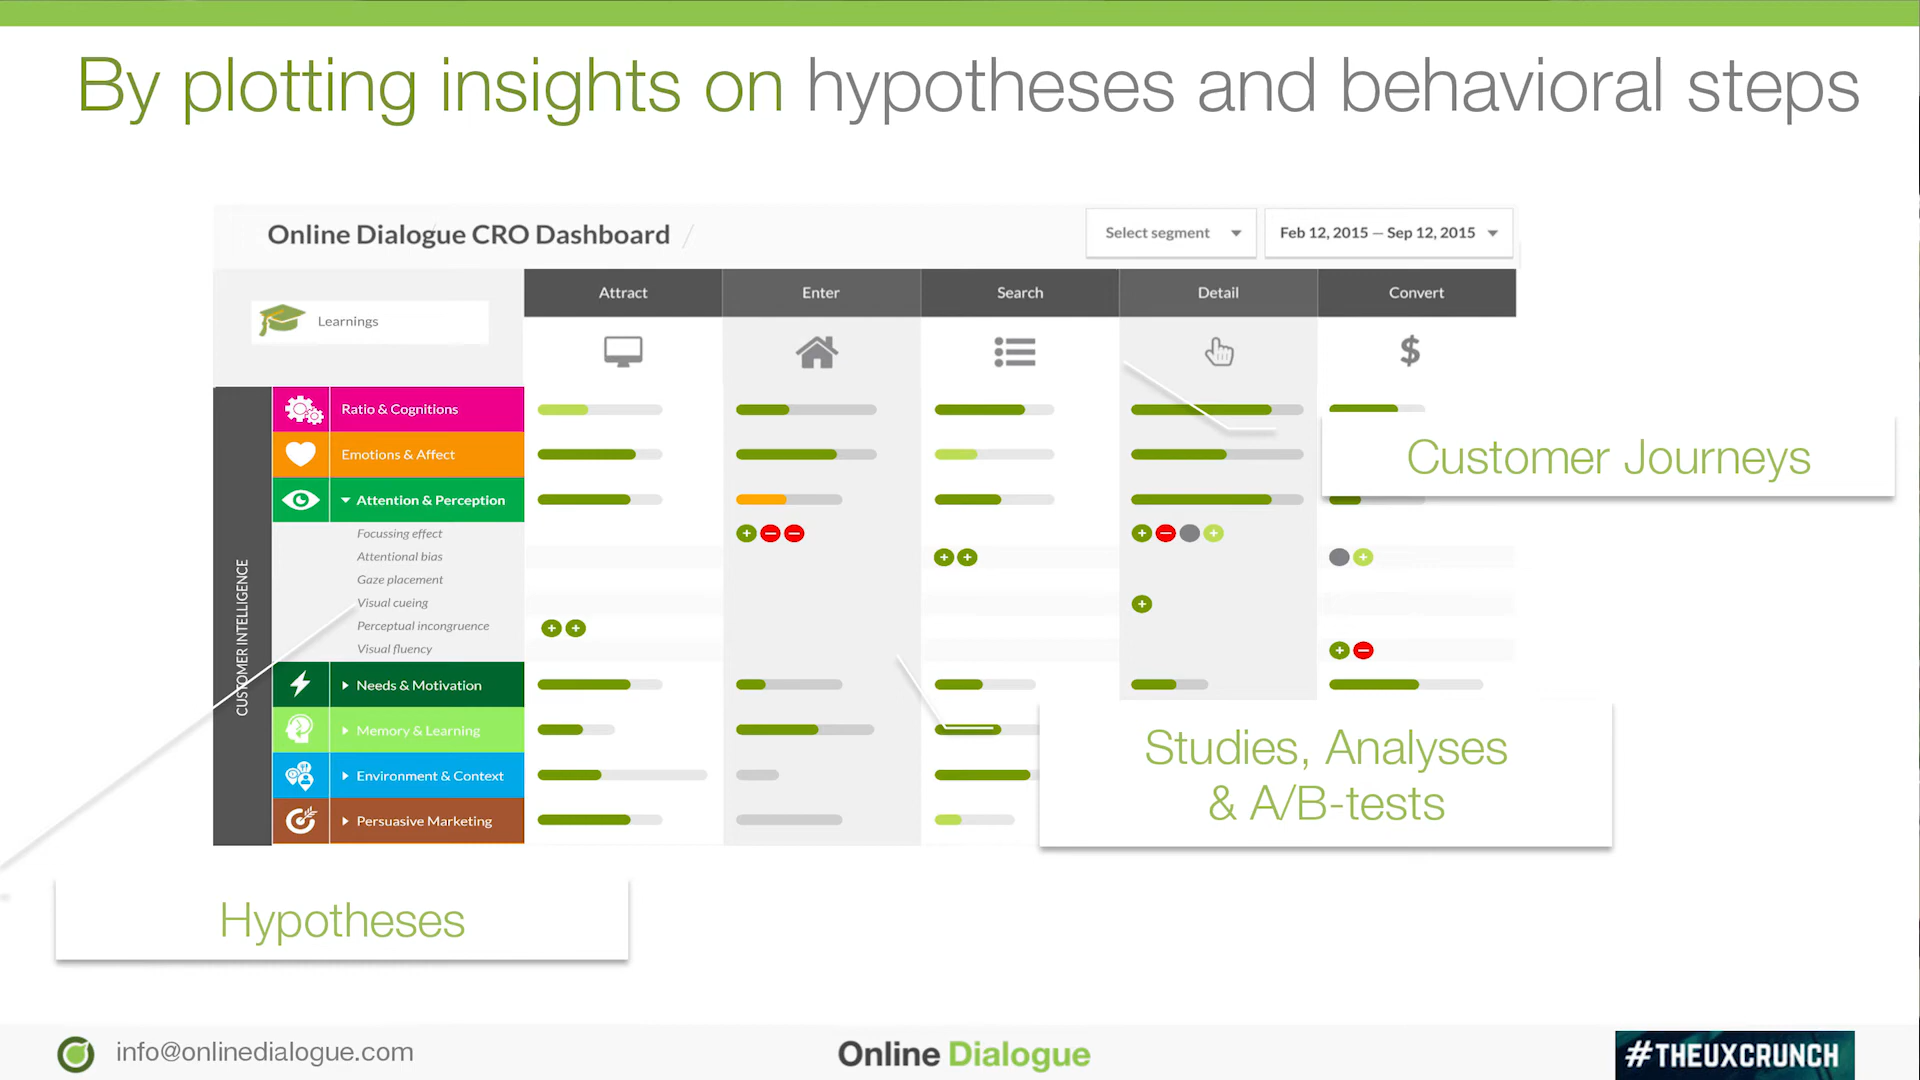 By plotting insights on hypotheses and behavioral steps
Online Dialogue CRO Dashboard /
Select segment
Feb 12, 2015 — Sep 12, 2015
Learnings
Attract
Enter
Search
Detail
Convert
$
CUSTOMER INTELLIGENCE
Ratio & Cognitions
Emotions & Affect
Attention & Perception
Focussing effect
Attentional bias
Gaze placement
Visual cueing
Perceptual incongruence
Visual fluency
Needs & Motivation
Memory & Learning
Environment & Context
Persuasive Marketing
Customer Journeys
Studies, Analyses
& A/B-tests
Hypotheses
info@onlinedialogue.com
Online Dialogue
#THEUXCRUNCH